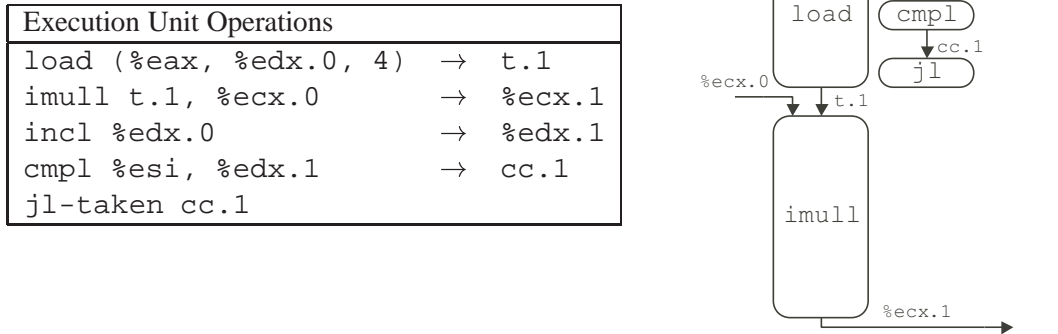 Execution Unit Operations
load (%eax, %edx.0, 4) → t.1
imull t.1, %ecx.0 → %ecx.1
incl %edx.0 → %edx.1
cmpl %esi, %edx.1 → cc.1
jl-taken cc.1
load
cmpl
cc.1
jl
%ecx.0
t.1
imull
%ecx.1